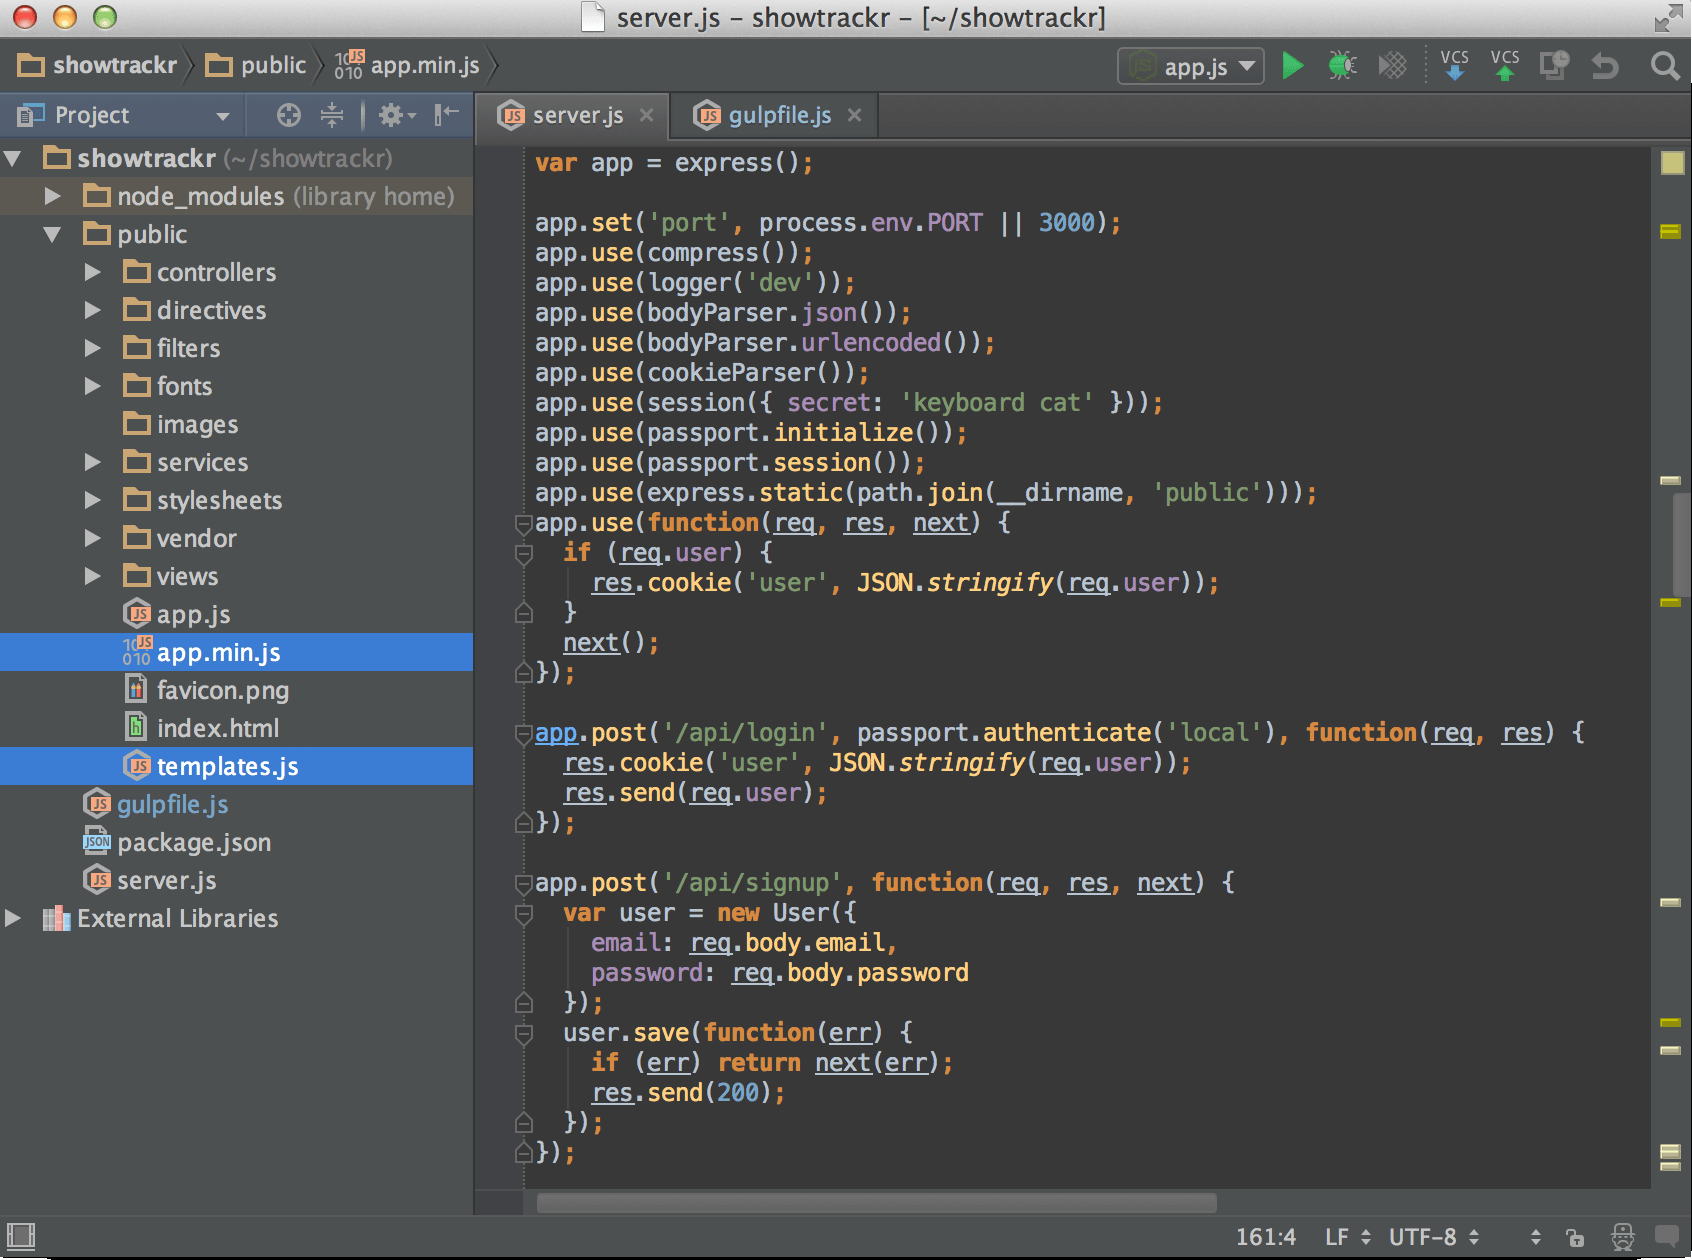 server.js – showtrackr – [~/showtrackr]
showtrackr public app.min.js app.js VCS VCS
Project
server.js gulpfile.js
showtrackr (~/showtrackr)
node_modules (library home)
public
controllers
directives
filters
fonts
images
services
stylesheets
vendor
views
app.js
app.min.js
favicon.png
index.html
templates.js
gulpfile.js
package.json
server.js
External Libraries
var app = express();
app.set('port', process.env.PORT || 3000);
app.use(compress());
app.use(logger('dev'));
app.use(bodyParser.json());
app.use(bodyParser.urlencoded());
app.use(cookieParser());
app.use(session({ secret: 'keyboard cat' }));
app.use(passport.initialize());
app.use(passport.session());
app.use(express.static(path.join(__dirname, 'public')));
app.use(function(req, res, next) {
  if (req.user) {
    res.cookie('user', JSON.stringify(req.user));
  }
  next();
});
app.post('/api/login', passport.authenticate('local'), function(req, res) {
  res.cookie('user', JSON.stringify(req.user));
  res.send(req.user);
});
app.post('/api/signup', function(req, res, next) {
  var user = new User({
    email: req.body.email,
    password: req.body.password
  });
  user.save(function(err) {
    if (err) return next(err);
    res.send(200);
  });
});
161:4 LF UTF-8